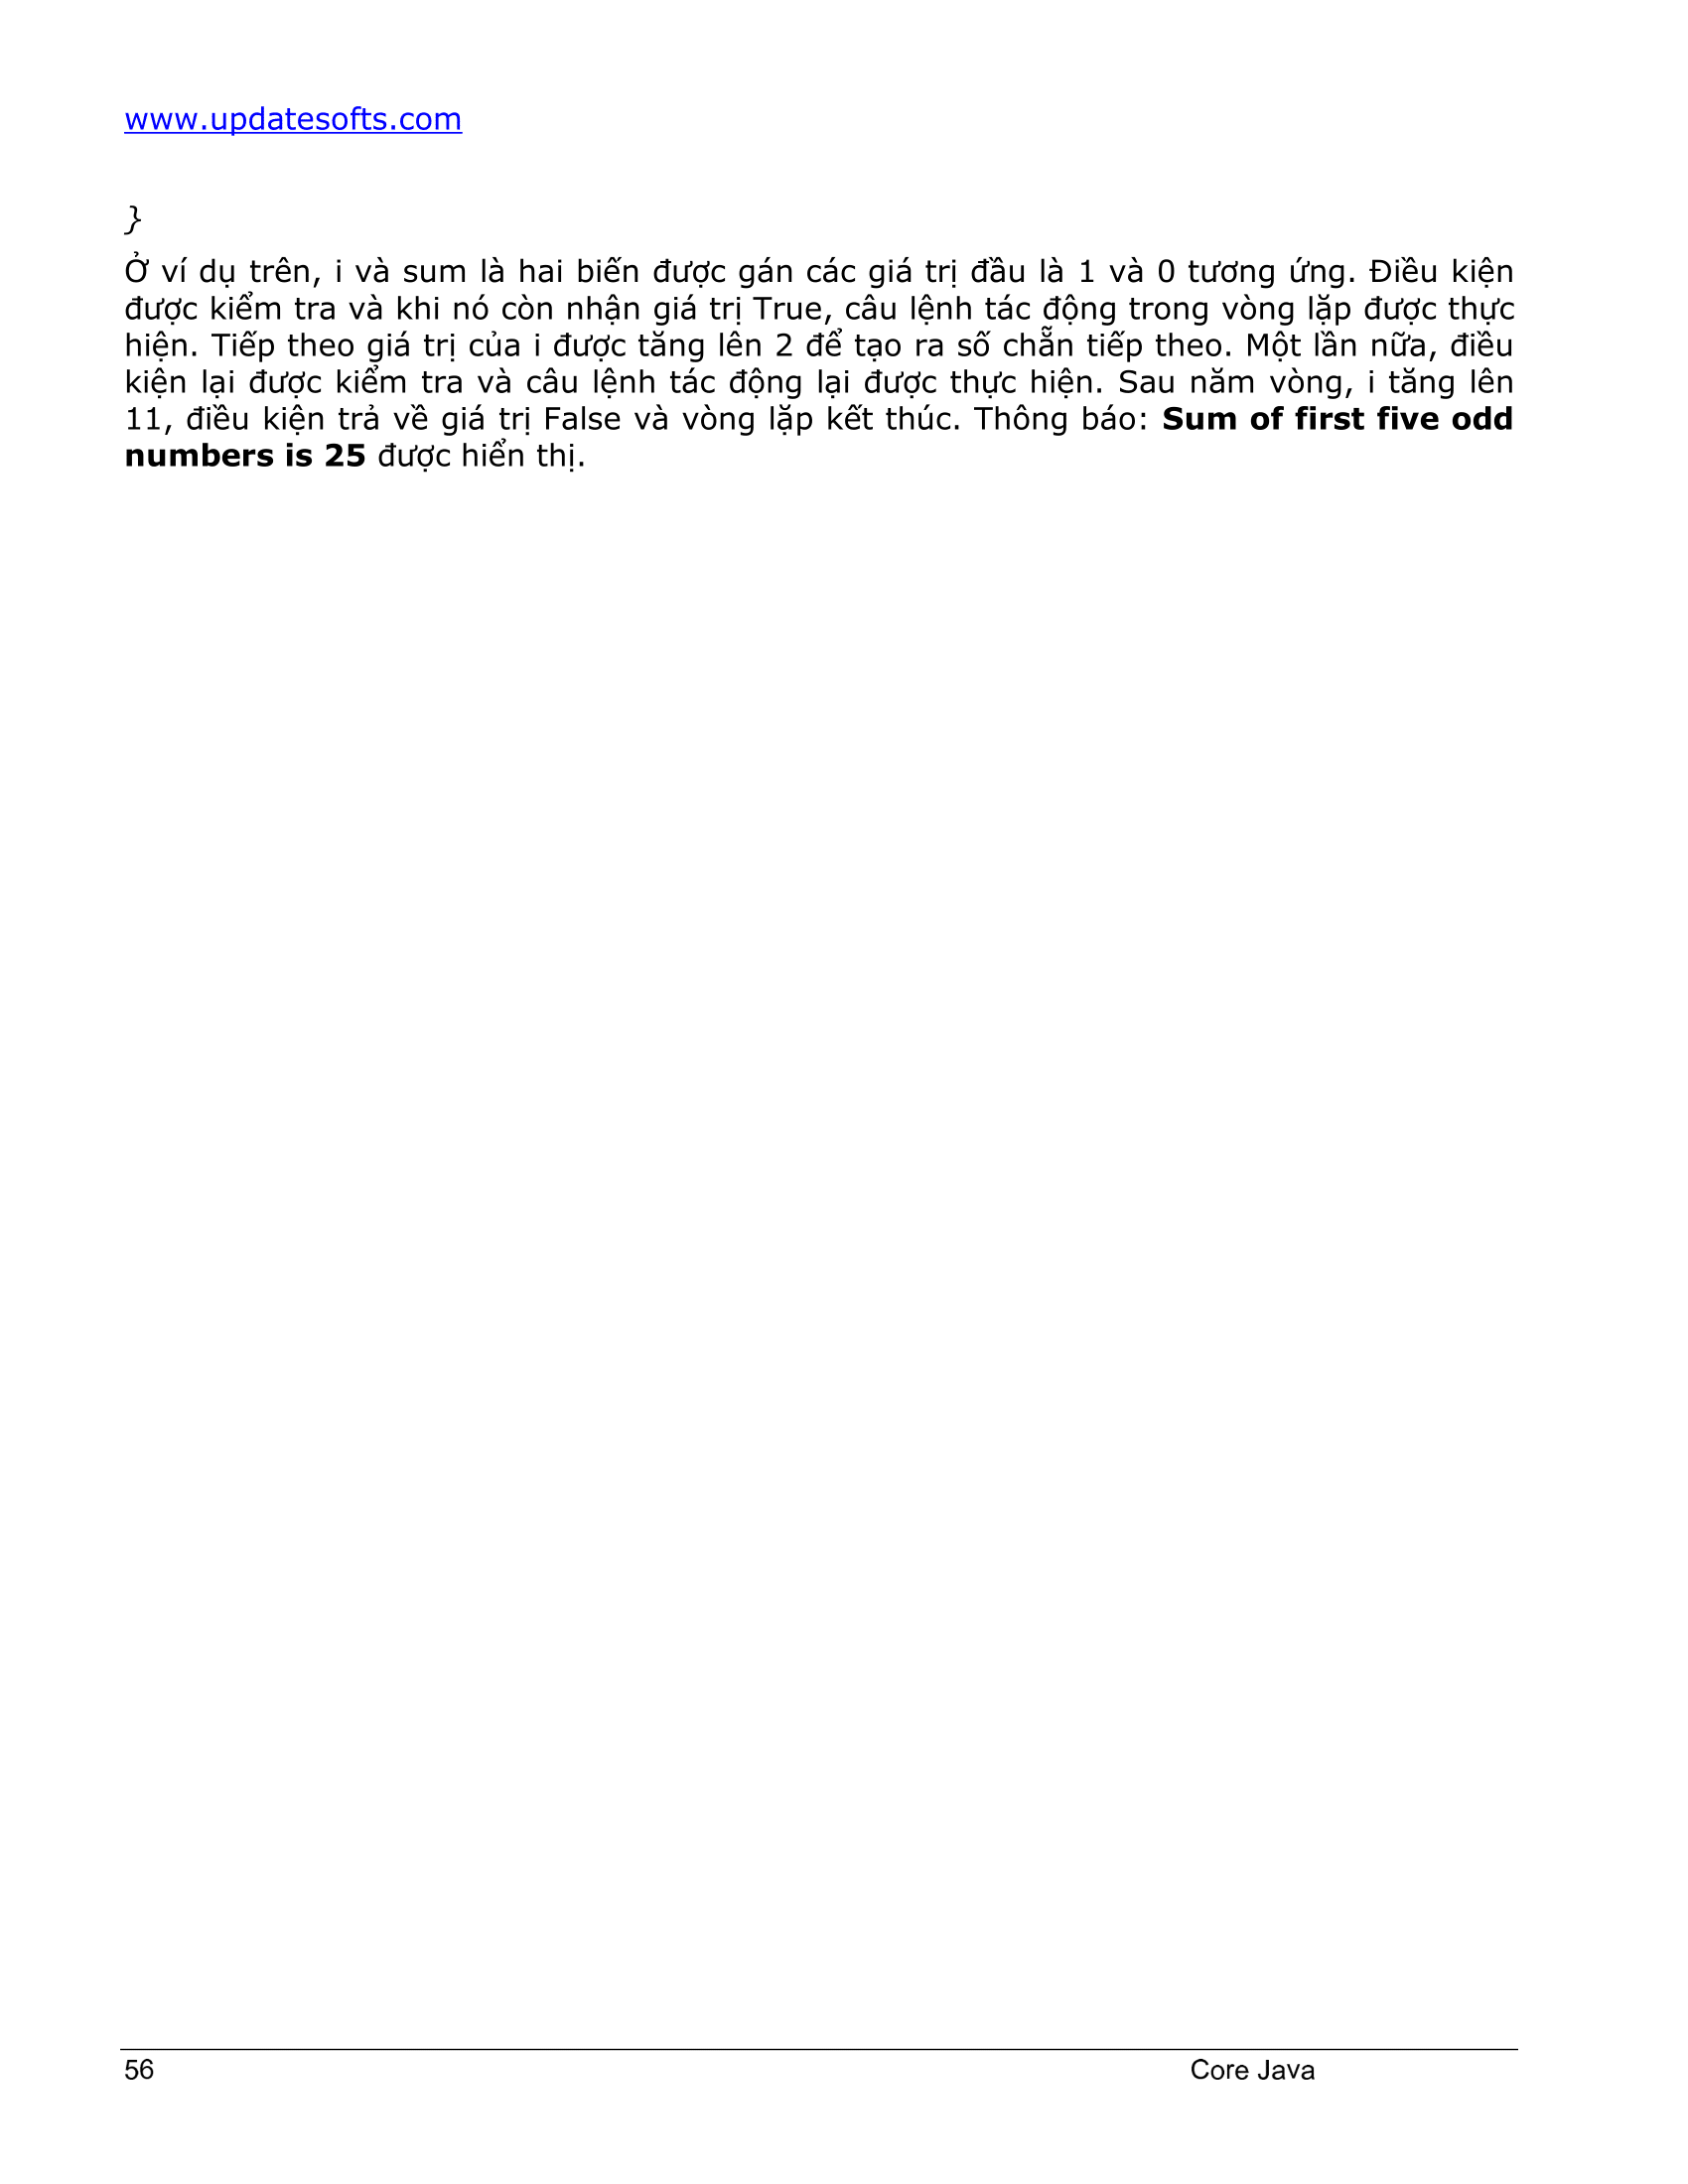 www.updatesofts.com
}
Ở ví dụ trên, i và sum là hai biến được gán các giá trị đầu là 1 và 0 tương ứng. Điều kiện
được kiểm tra và khi nó còn nhận giá trị True, câu lệnh tác động trong vòng lặp được thực
hiện. Tiếp theo giá trị của i được tăng lên 2 để tạo ra số chẵn tiếp theo. Một lần nữa, điều
kiện lại được kiểm tra và câu lệnh tác động lại được thực hiện. Sau năm vòng, i tăng lên
11, điều kiện trả về giá trị False và vòng lặp kết thúc. Thông báo: Sum of first five odd
numbers is 25 được hiển thị.
56 Core Java